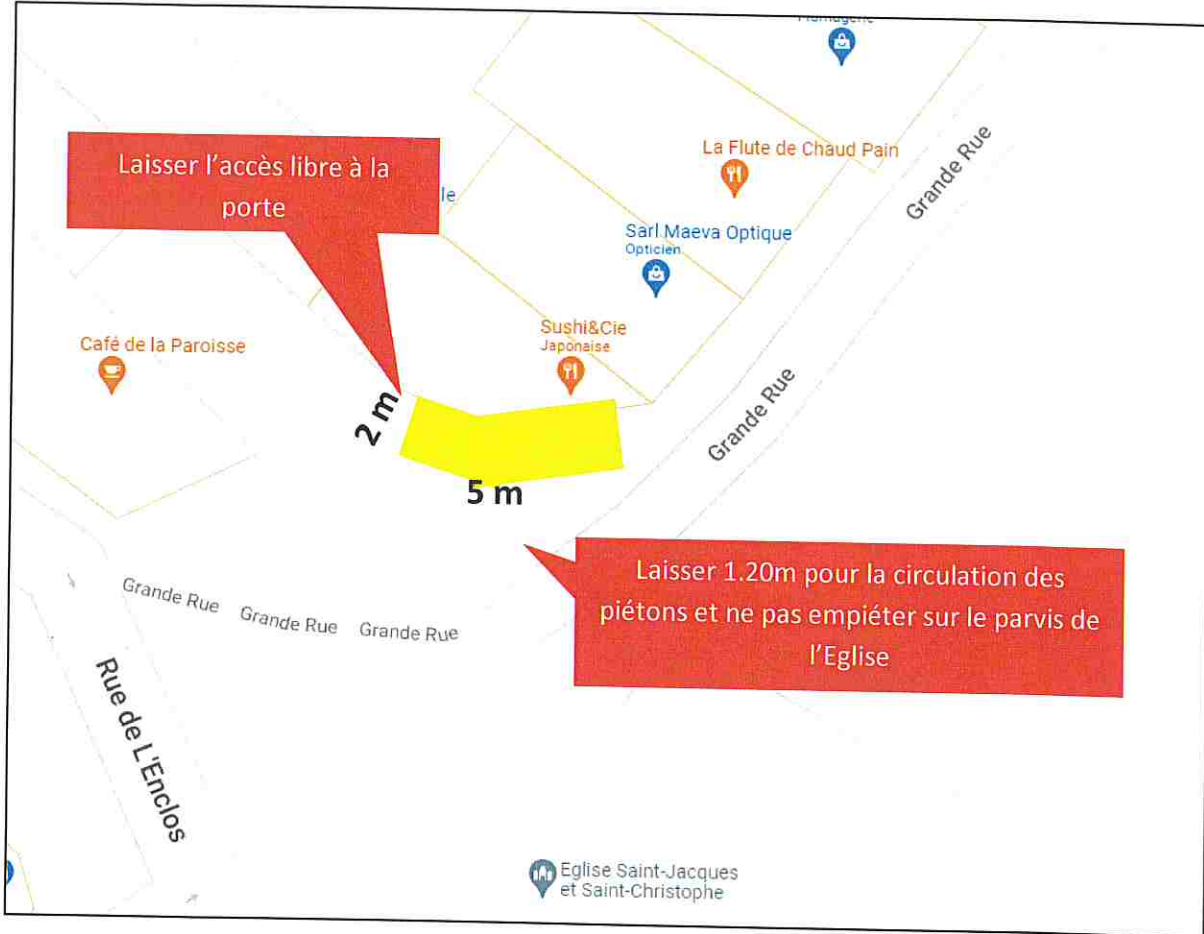 Laisser l'accès libre à la
porte
le
La Flute de Chaud Pain
Sarl Maeva Optique
Opticien
Grande Rue
Café de la Paroisse
Sushi&Cie
Japonaise
2 m
5 m
Grande Rue
Laisser 1.20m pour la circulation des
piétons et ne pas empiéter sur le parvis de
l'Eglise
Grande Rue Grande Rue Grande Rue
Rue de L'Enclos
Eglise Saint-Jacques
et Saint-Christophe